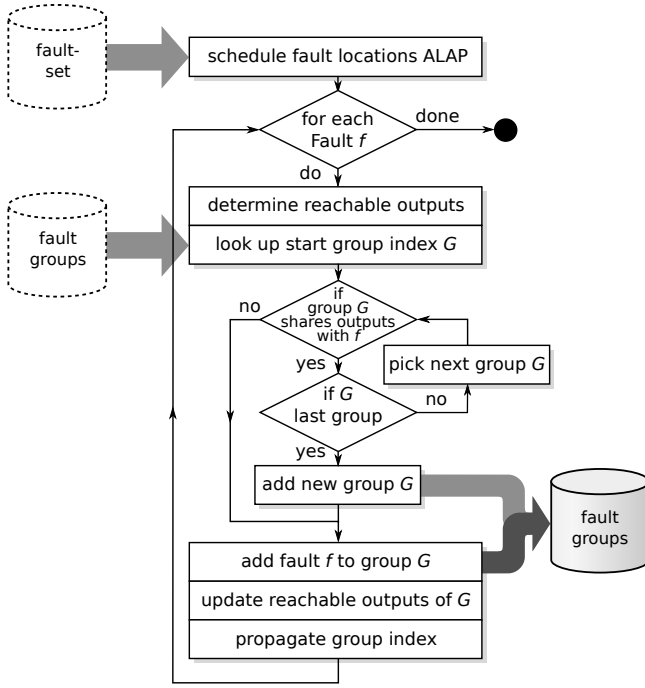 fault-
set
schedule fault locations ALAP
for each
Fault f
done
do
determine reachable outputs
look up start group index G
fault
groups
if
group G
shares outputs
with f
no
yes
pick next group G
if G
last group
no
yes
add new group G
fault
groups
add fault f to group G
update reachable outputs of G
propagate group index